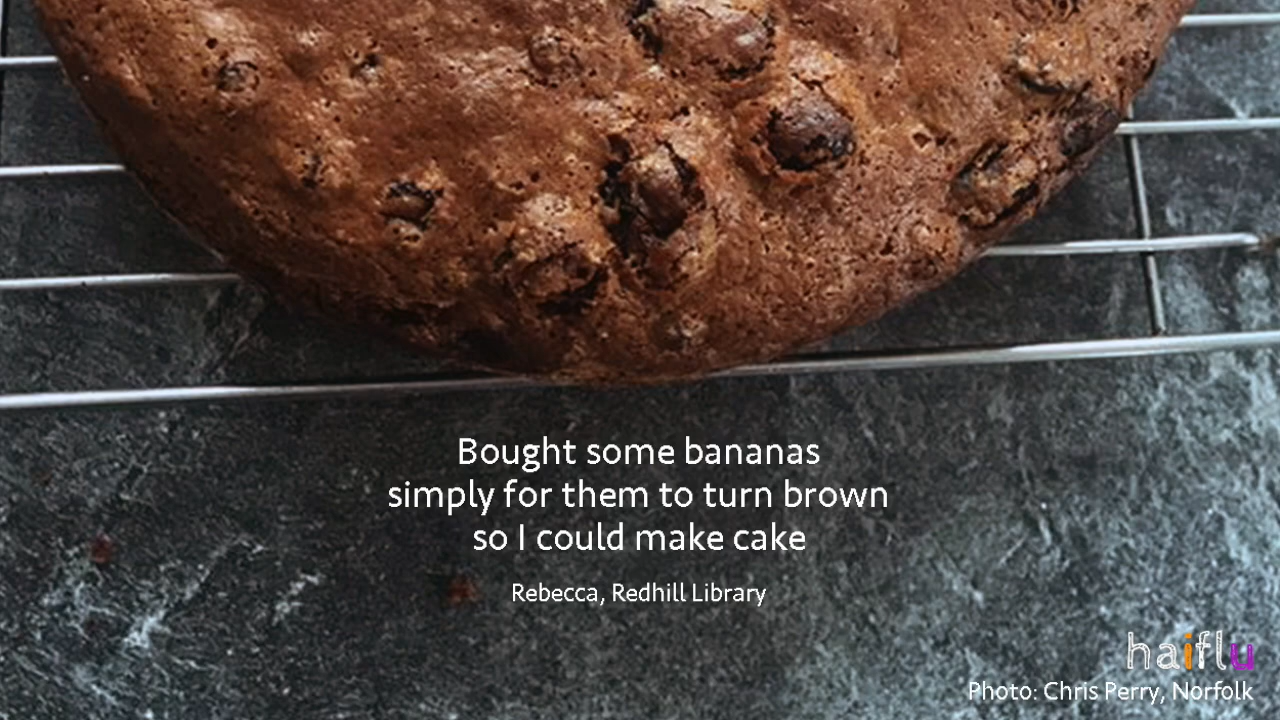 Bought some bananas
simply for them to turn brown
so I could make cake
Rebecca, Redhill Library
haiflu
Photo: Chris Perry, Norfolk